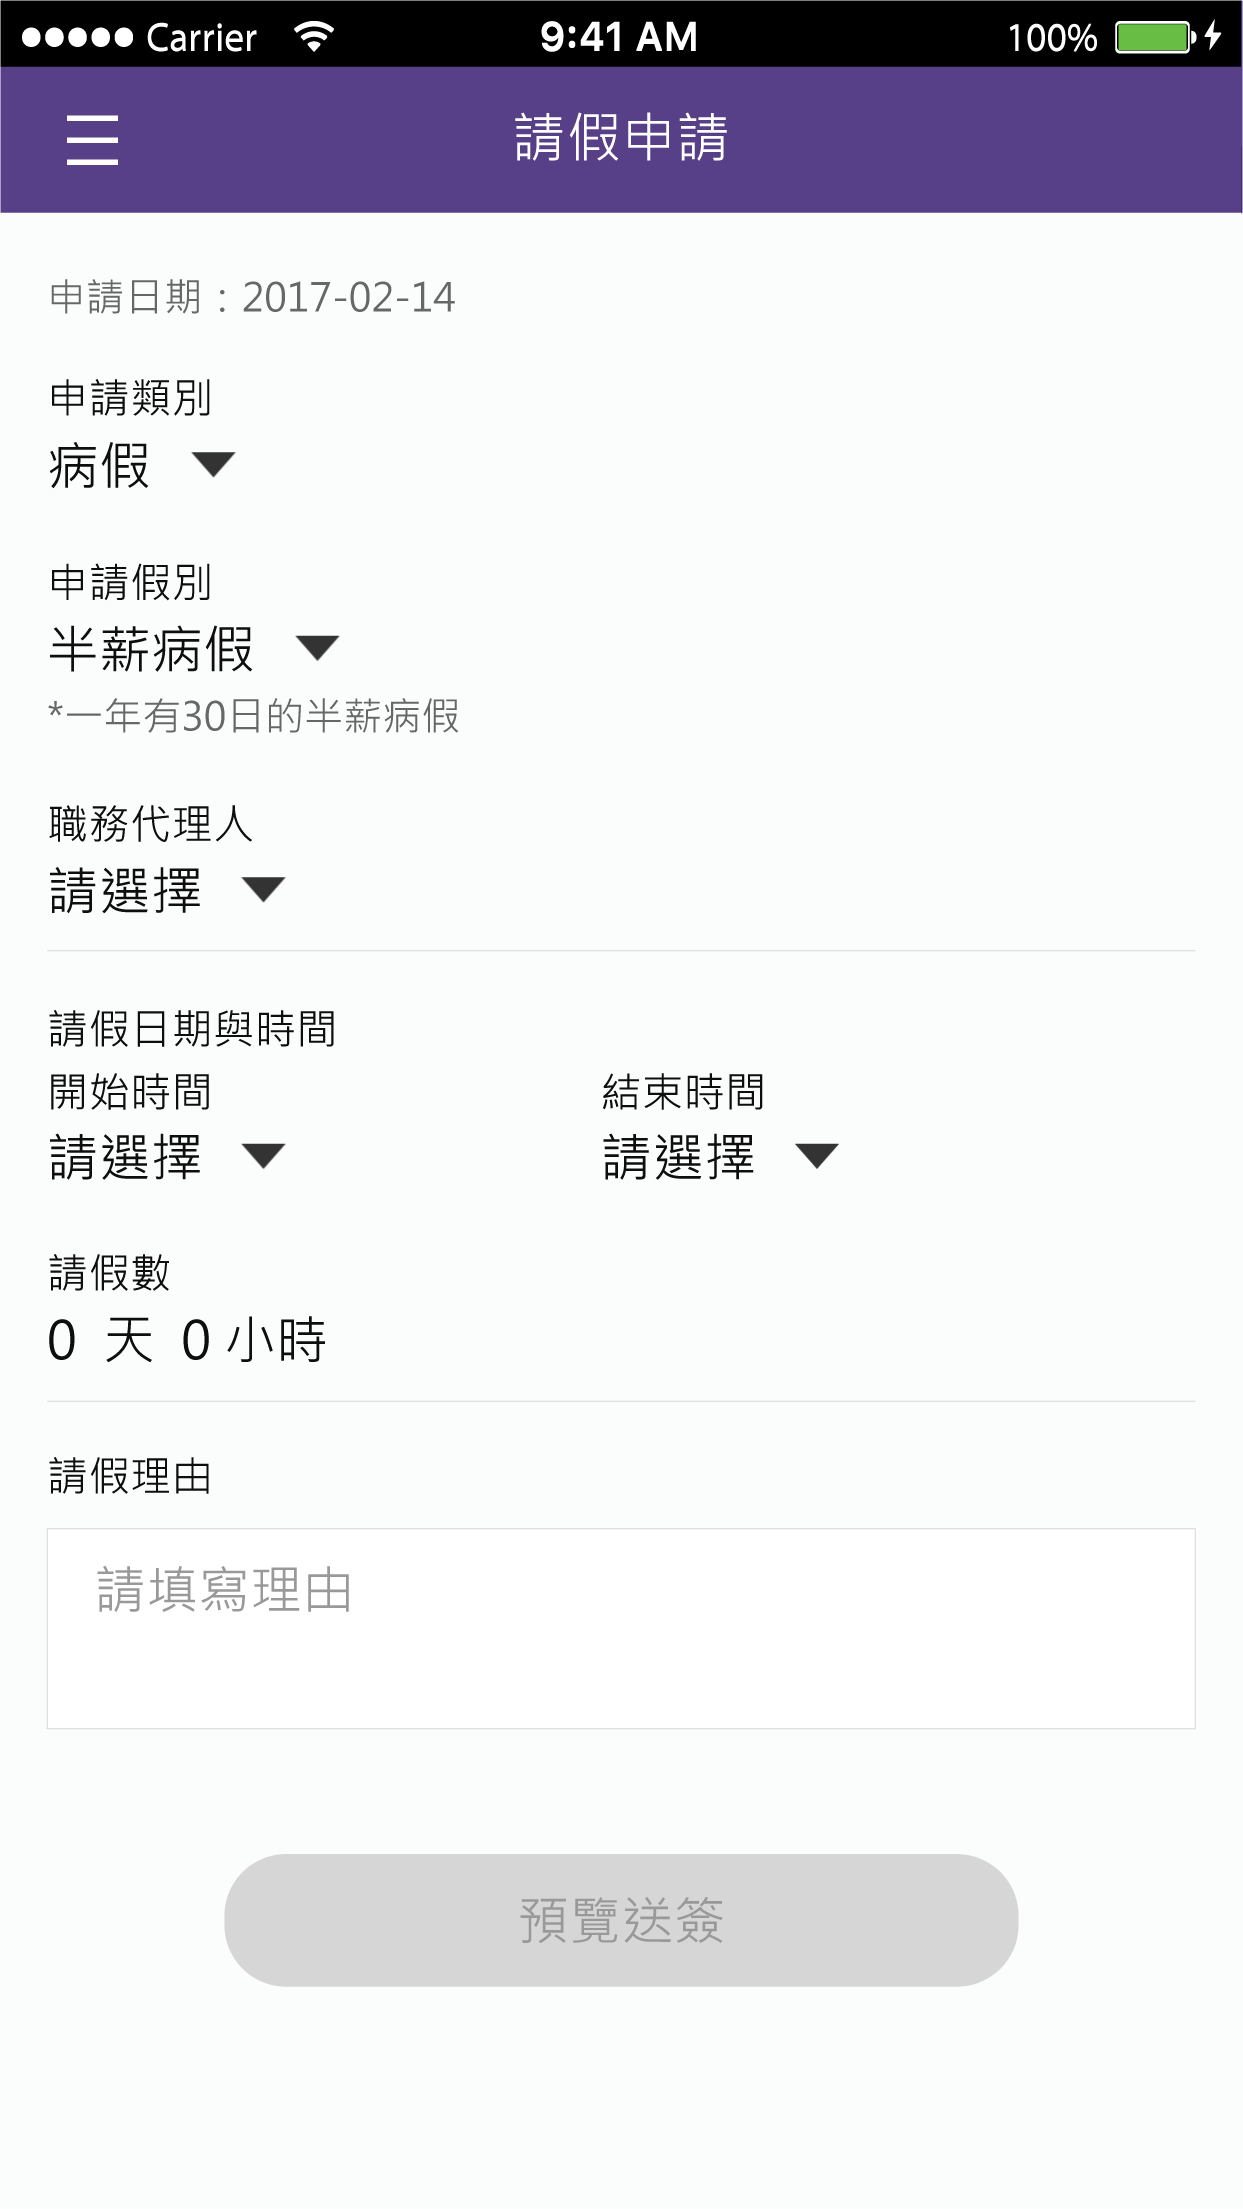 Carrier 9:41 AM 100%
請假申請
申請日期：2017-02-14
申請類別
病假
申請假別
半薪病假
*一年有30日的半薪病假
職務代理人
請選擇
請假日期與時間
開始時間 結束時間
請選擇 請選擇
請假數
0 天 0 小時
請假理由
請填寫理由
預覽送簽